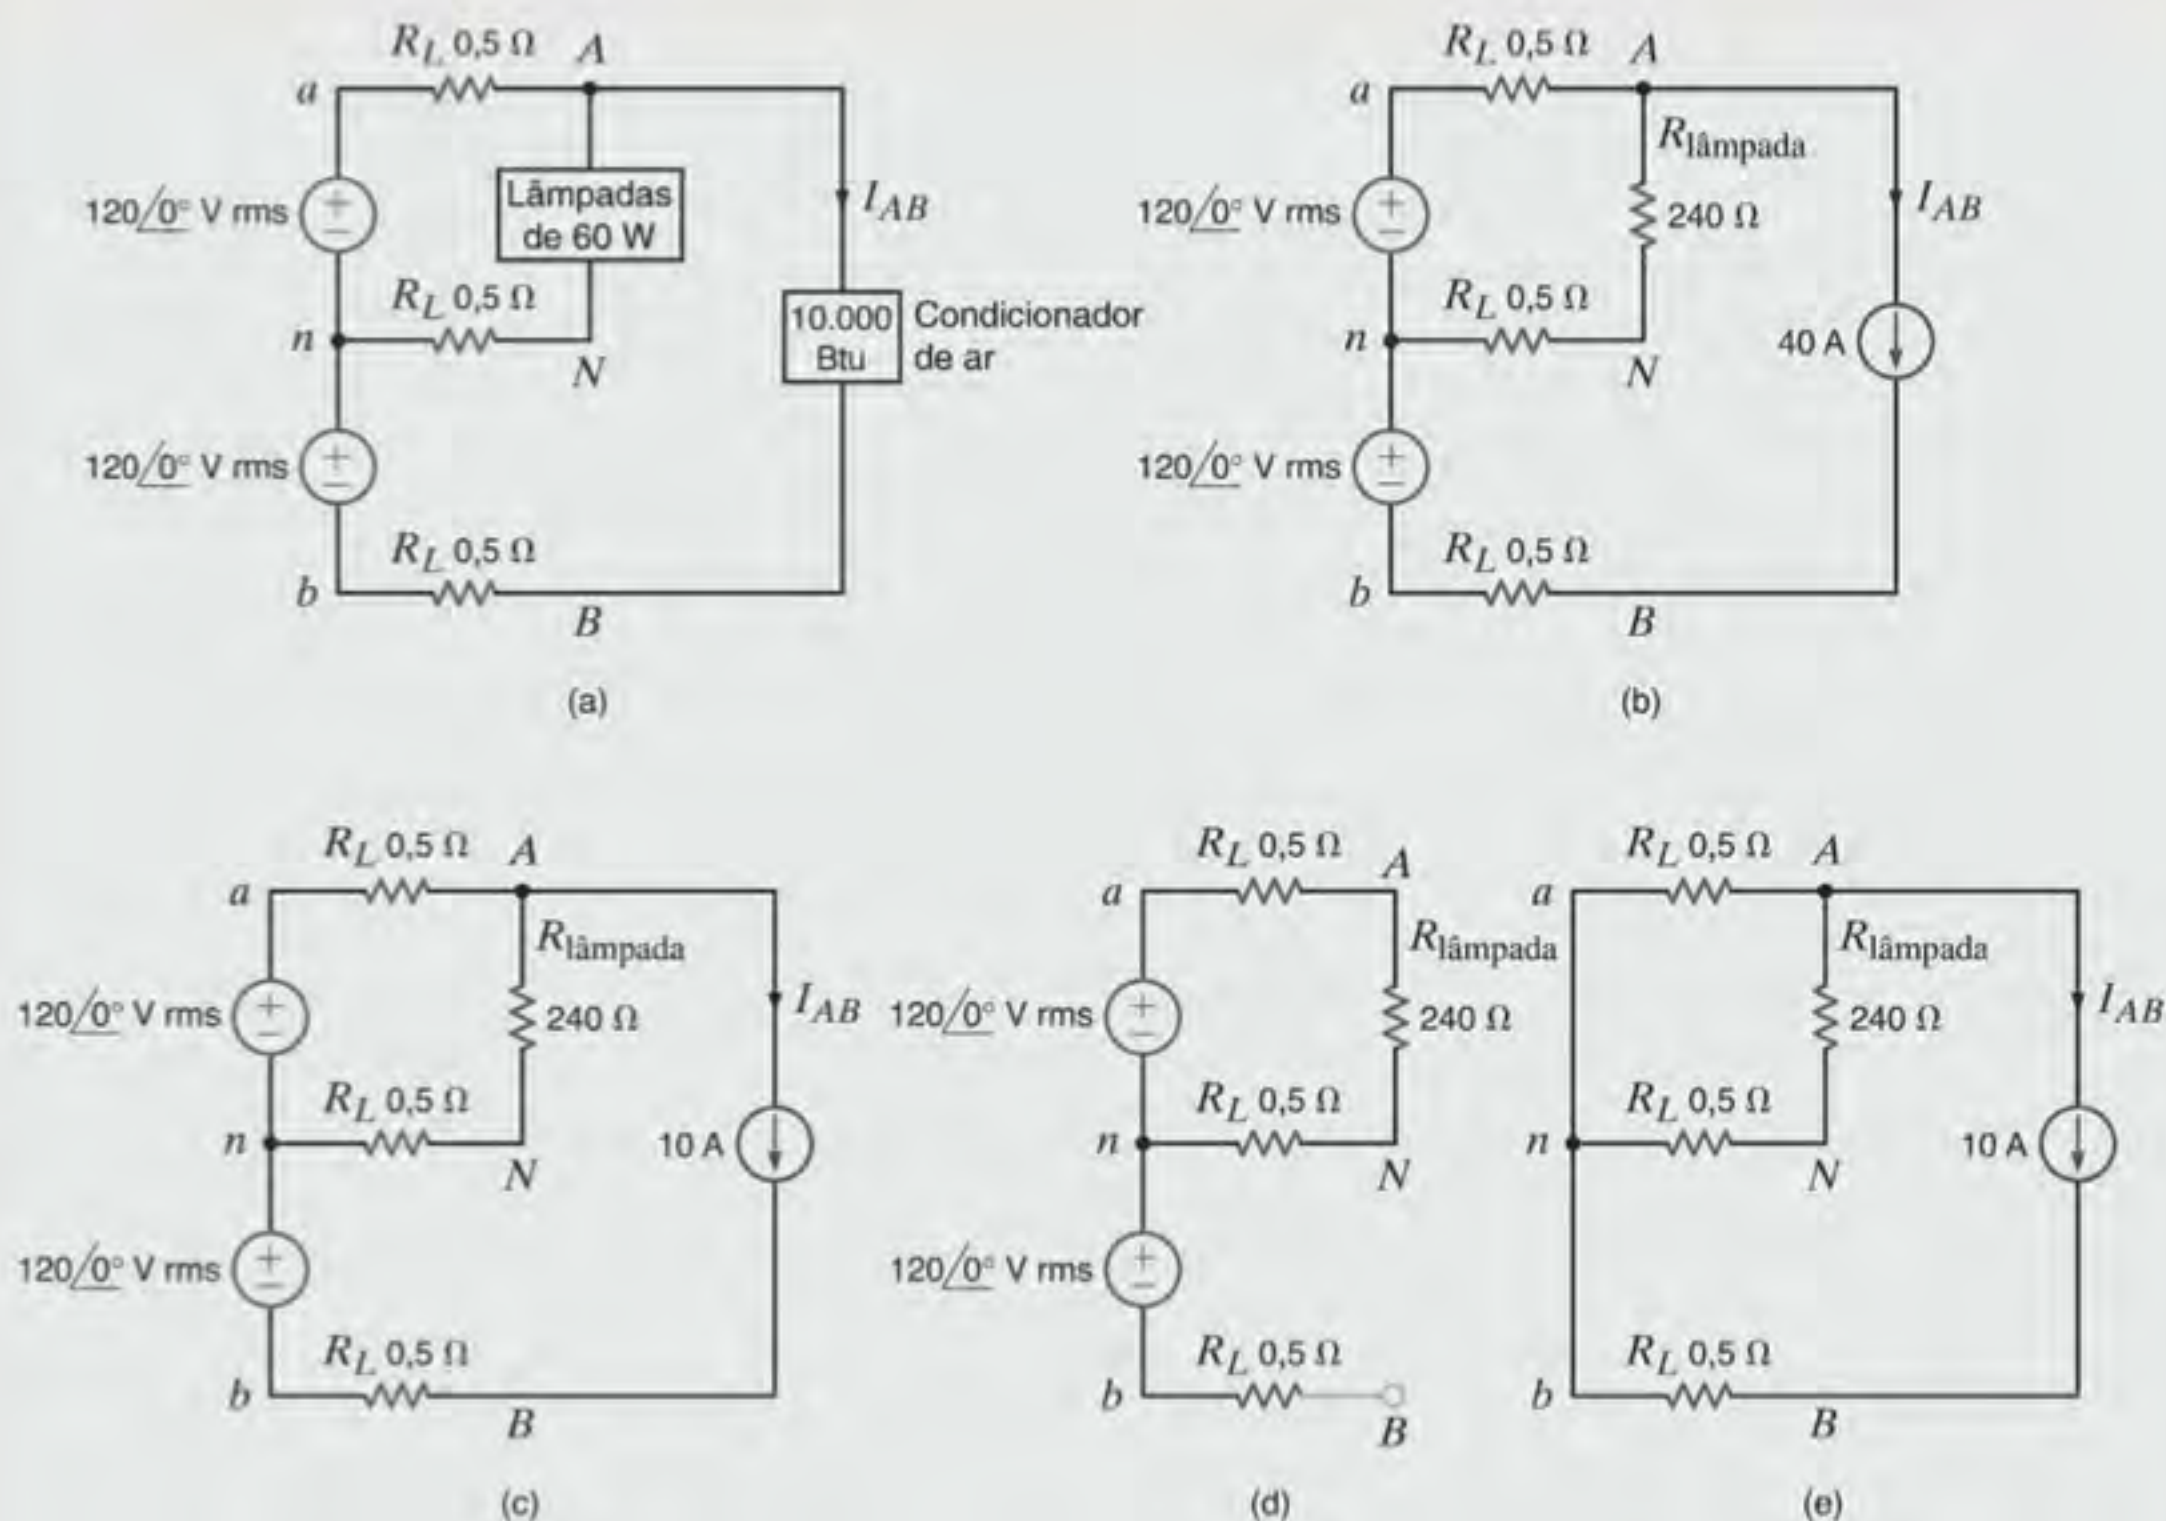 R_L 0,5 Ω A
a
120/0° V rms
Lâmpadas
de 60 W
I_AB
R_L 0,5 Ω
n
N
10.000
Btu
Condicionador
de ar
120/0° V rms
R_L 0,5 Ω
b
B
(a)
R_L 0,5 Ω A
a
R_lâmpada
120/0° V rms
240 Ω
I_AB
R_L 0,5 Ω
n
N
40 A
120/0° V rms
R_L 0,5 Ω
b
B
(b)
R_L 0,5 Ω A
a
R_lâmpada
120/0° V rms
240 Ω
I_AB
R_L 0,5 Ω
n
N
10 A
120/0° V rms
R_L 0,5 Ω
b
B
(c)
R_L 0,5 Ω A
a
R_lâmpada
120/0° V rms
240 Ω
R_L 0,5 Ω
n
N
120/0° V rms
R_L 0,5 Ω
b
B
(d)
R_L 0,5 Ω A
a
R_lâmpada
240 Ω
I_AB
R_L 0,5 Ω
n
N
10 A
R_L 0,5 Ω
b
B
(e)